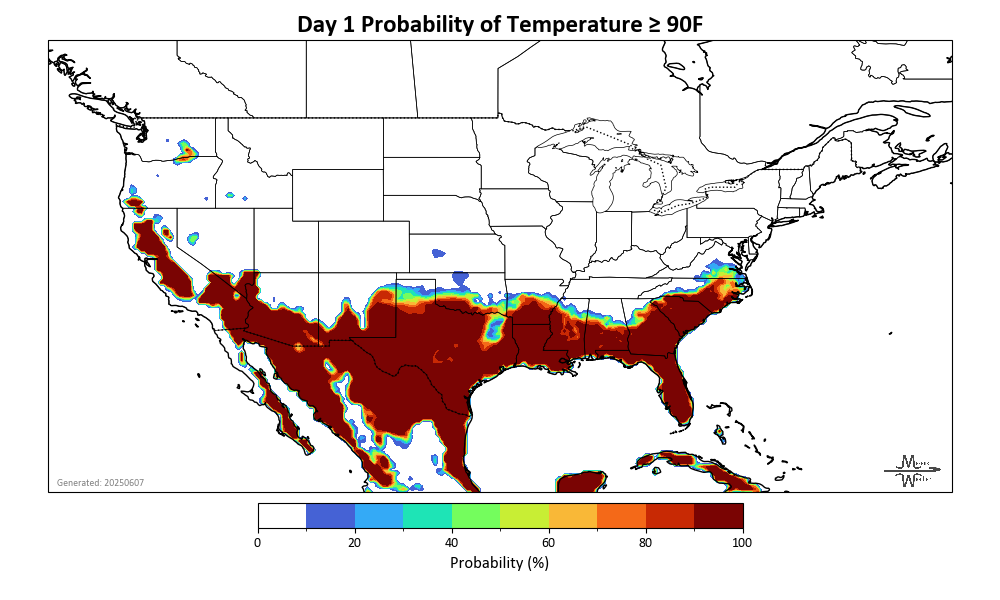 Day 1 Probability of Temperature ≥ 90F
Generated: 20250607
0 20 40 60 80 100
Probability (%)